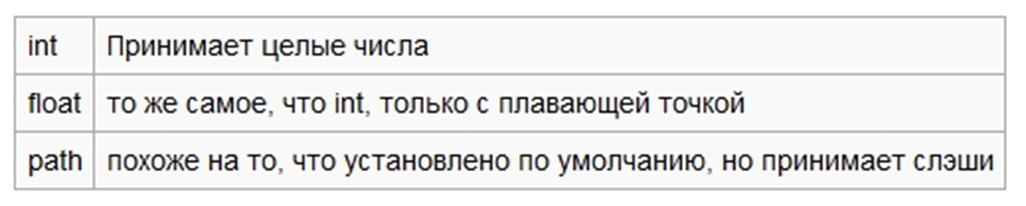 int Принимает целые числа
float то же самое, что int, только с плавающей точкой
path похоже на то, что установлено по умолчанию, но принимает слэши